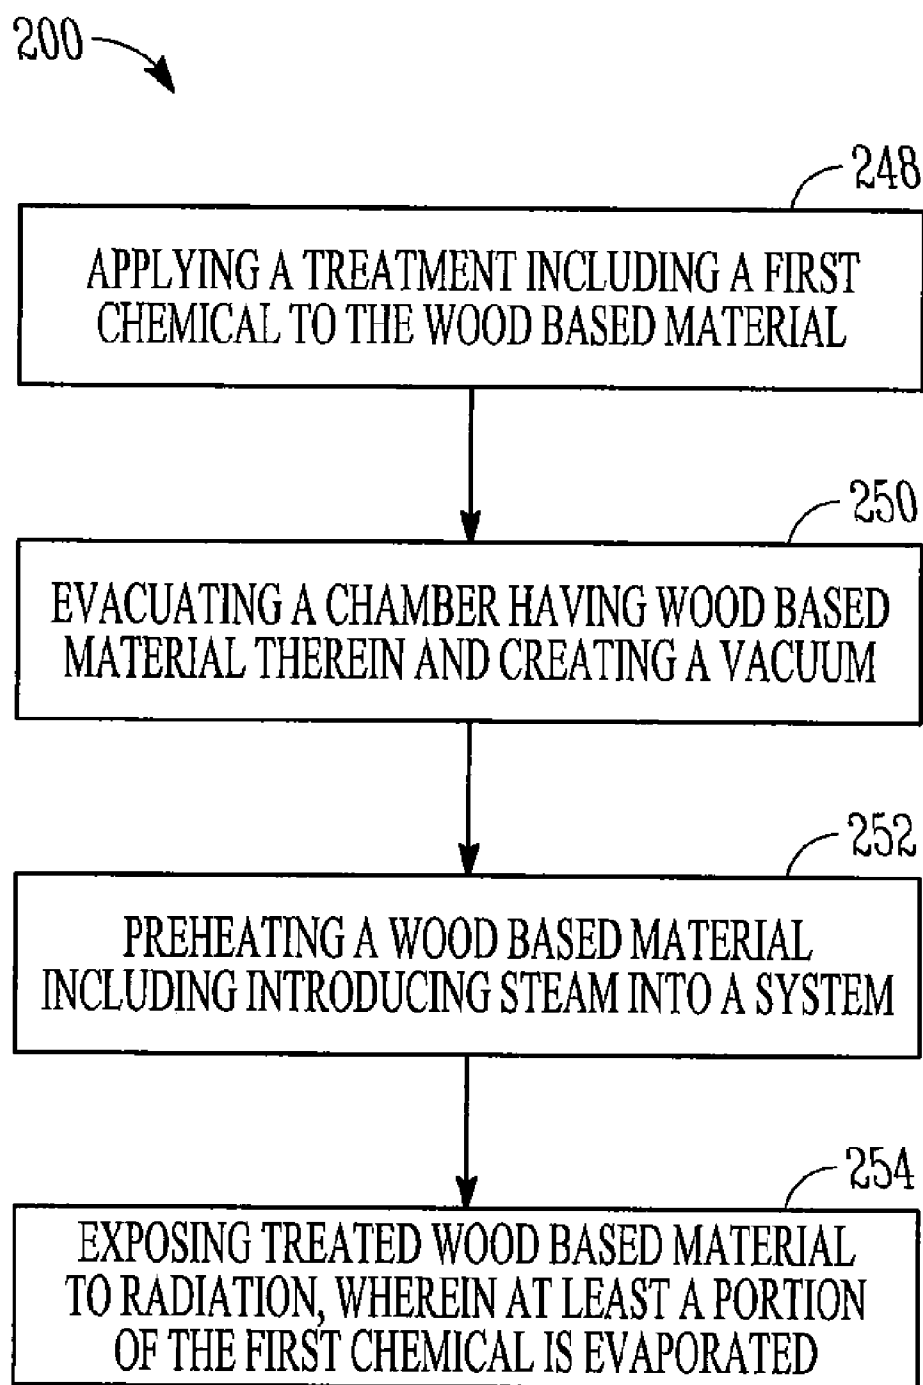 200
248
APPLYING A TREATMENT INCLUDING A FIRST
CHEMICAL TO THE WOOD BASED MATERIAL
250
EVACUATING A CHAMBER HAVING WOOD BASED
MATERIAL THEREIN AND CREATING A VACUUM
252
PREHEATING A WOOD BASED MATERIAL
INCLUDING INTRODUCING STEAM INTO A SYSTEM
254
EXPOSING TREATED WOOD BASED MATERIAL
TO RADIATION, WHEREIN AT LEAST A PORTION
OF THE FIRST CHEMICAL IS EVAPORATED